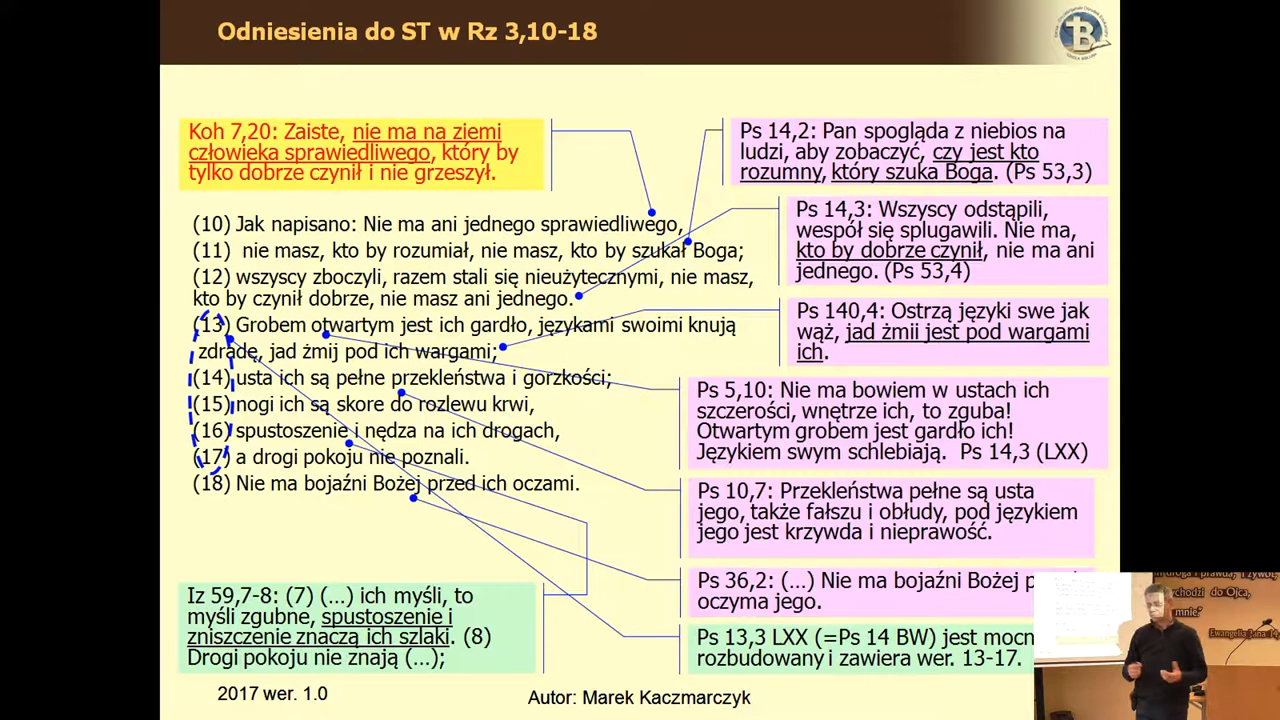 Odniesienia do ST w Rz 3,10-18
Koh 7,20: Zaiste, nie ma na ziemi
człowieka sprawiedliwego, który by
tylko dobrze czynił i nie grzeszył.
(10) Jak napisano: Nie ma ani jednego sprawiedliwego,
(11) nie masz, kto by rozumiał, nie masz, kto by szukał Boga;
(12) wszyscy zboczyli, razem stali się nieużytecznymi, nie masz,
kto by czynił dobrze, nie masz ani jednego.
(13) Grobem otwartym jest ich gardło, językami swoimi knują
zdradę, jad żmij pod ich wargami;
(14) usta ich są pełne przekleństwa i gorzkości;
(15) nogi ich są skore do rozlewu krwi,
(16) spustoszenie i nędza na ich drogach,
(17) a drogi pokoju nie poznali.
(18) Nie ma bojaźni Bożej przed ich oczami.
Iz 59,7-8: (7) (...) ich myśli, to
myśli zgubne, spustoszenie i
zniszczenie znaczą ich szlaki. (8)
Drogi pokoju nie znają (...);
Ps 14,2: Pan spogląda z niebios na
ludzi, aby zobaczyć, czy jest kto
rozumny, który szuka Boga. (Ps 53,3)
Ps 14,3: Wszyscy odstąpili,
wespół się splugawili. Nie ma,
kto by dobrze czynił, nie ma ani
jednego. (Ps 53,4)
Ps 140,4: Ostrzą języki swe jak
wąż, jad żmii jest pod wargami
ich.
Ps 5,10: Nie ma bowiem w ustach ich
szczerości, wnętrze ich, to zguba!
Otwartym grobem jest gardło ich!
Językiem swym schlebiają. Ps 14,3 (LXX)
Ps 10,7: Przekleństwa pełne są usta
jego, także fałszu i obłudy, pod językiem
jego jest krzywda i nieprawość.
Ps 36,2: (...) Nie ma bojaźni Bożej
oczyma jego.
Ps 13,3 LXX (=Ps 14 BW) jest mocn
rozbudowany i zawiera wer. 13-17.
2017 wer. 1.0
Autor: Marek Kaczmarczyk
droga i prawda, i żywot,
do Ojca,
mnie."
Ewangelia Jana 14